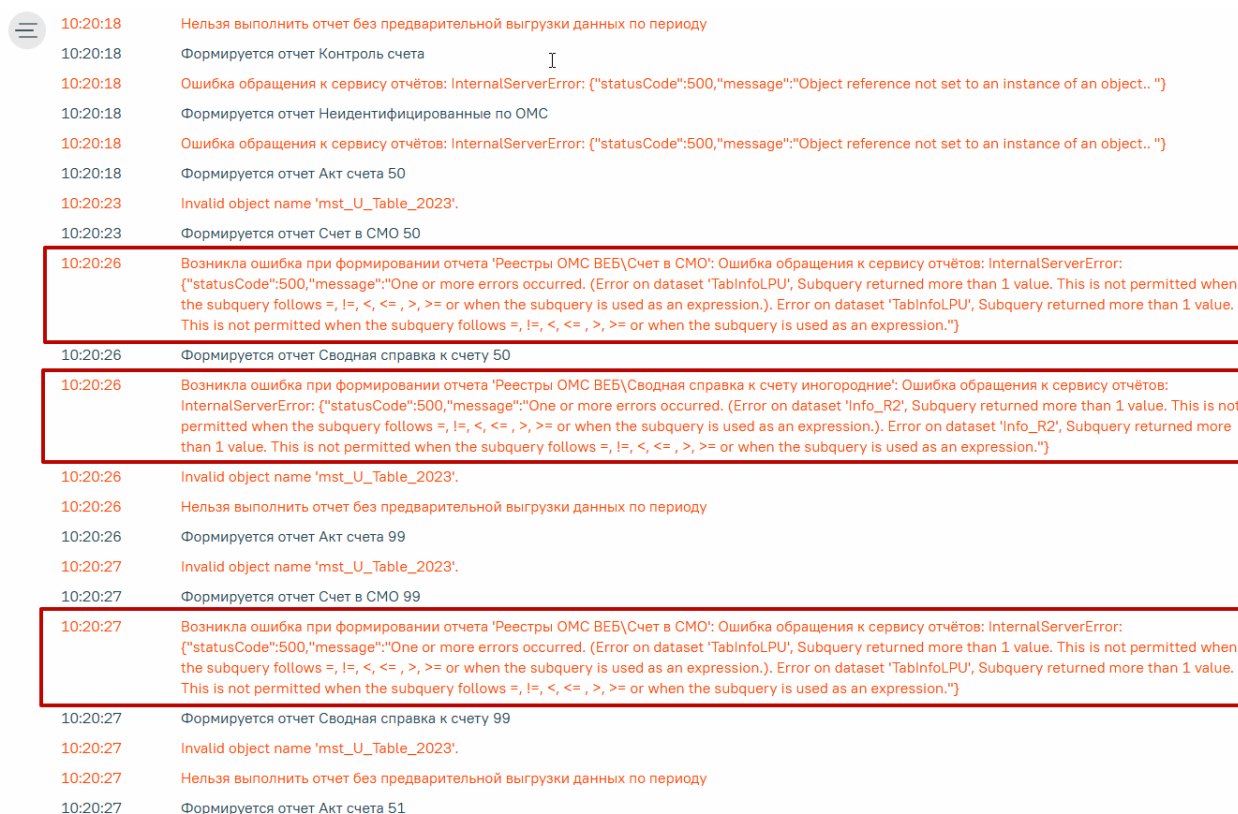 10:20:18 Нельзя выполнить отчет без предварительной выгрузки данных по периоду
10:20:18 Формируется отчет Контроль счета
10:20:18 Ошибка обращения к сервису отчётов: InternalServerError: {"statusCode":500,"message":"Object reference not set to an instance of an object.. "}
10:20:18 Формируется отчет Неидентифицированные по ОМС
10:20:18 Ошибка обращения к сервису отчётов: InternalServerError: {"statusCode":500,"message":"Object reference not set to an instance of an object.. "}
10:20:18 Формируется отчет Акт счета 50
10:20:23 Invalid object name 'mst_U_Table_2023'.
10:20:23 Формируется отчет Счет в СМО 50
10:20:26 Возникла ошибка при формировании отчета 'Реестры ОМС ВЕБ\Счет в СМО': Ошибка обращения к сервису отчётов: InternalServerError:
{"statusCode":500,"message":"One or more errors occurred. (Error on dataset 'TabInfoLPU', Subquery returned more than 1 value. This is not permitted when
the subquery follows =, !=, <, <= , >, >= or when the subquery is used as an expression.). Error on dataset 'TabInfoLPU', Subquery returned more than 1 value.
This is not permitted when the subquery follows =, !=, <, <= , >, >= or when the subquery is used as an expression."}
10:20:26 Формируется отчет Сводная справка к счету 50
10:20:26 Возникла ошибка при формировании отчета 'Реестры ОМС ВЕБ\Сводная справка к счету иногородние': Ошибка обращения к сервису отчётов:
InternalServerError: {"statusCode":500,"message":"One or more errors occurred. (Error on dataset 'Info_R2', Subquery returned more than 1 value. This is not
permitted when the subquery follows =, !=, <, <= , >, >= or when the subquery is used as an expression.). Error on dataset 'Info_R2', Subquery returned more
than 1 value. This is not permitted when the subquery follows =, !=, <, <= , >, >= or when the subquery is used as an expression."}
10:20:26 Invalid object name 'mst_U_Table_2023'.
10:20:26 Нельзя выполнить отчет без предварительной выгрузки данных по периоду
10:20:26 Формируется отчет Акт счета 99
10:20:27 Invalid object name 'mst_U_Table_2023'.
10:20:27 Формируется отчет Счет в СМО 99
10:20:27 Возникла ошибка при формировании отчета 'Реестры ОМС ВЕБ\Счет в СМО': Ошибка обращения к сервису отчётов: InternalServerError:
{"statusCode":500,"message":"One or more errors occurred. (Error on dataset 'TabInfoLPU', Subquery returned more than 1 value. This is not permitted when
the subquery follows =, !=, <, <= , >, >= or when the subquery is used as an expression.). Error on dataset 'TabInfoLPU', Subquery returned more than 1 value.
This is not permitted when the subquery follows =, !=, <, <= , >, >= or when the subquery is used as an expression."}
10:20:27 Формируется отчет Сводная справка к счету 99
10:20:27 Invalid object name 'mst_U_Table_2023'.
10:20:27 Нельзя выполнить отчет без предварительной выгрузки данных по периоду
10:20:27 Формируется отчет Акт счета 51